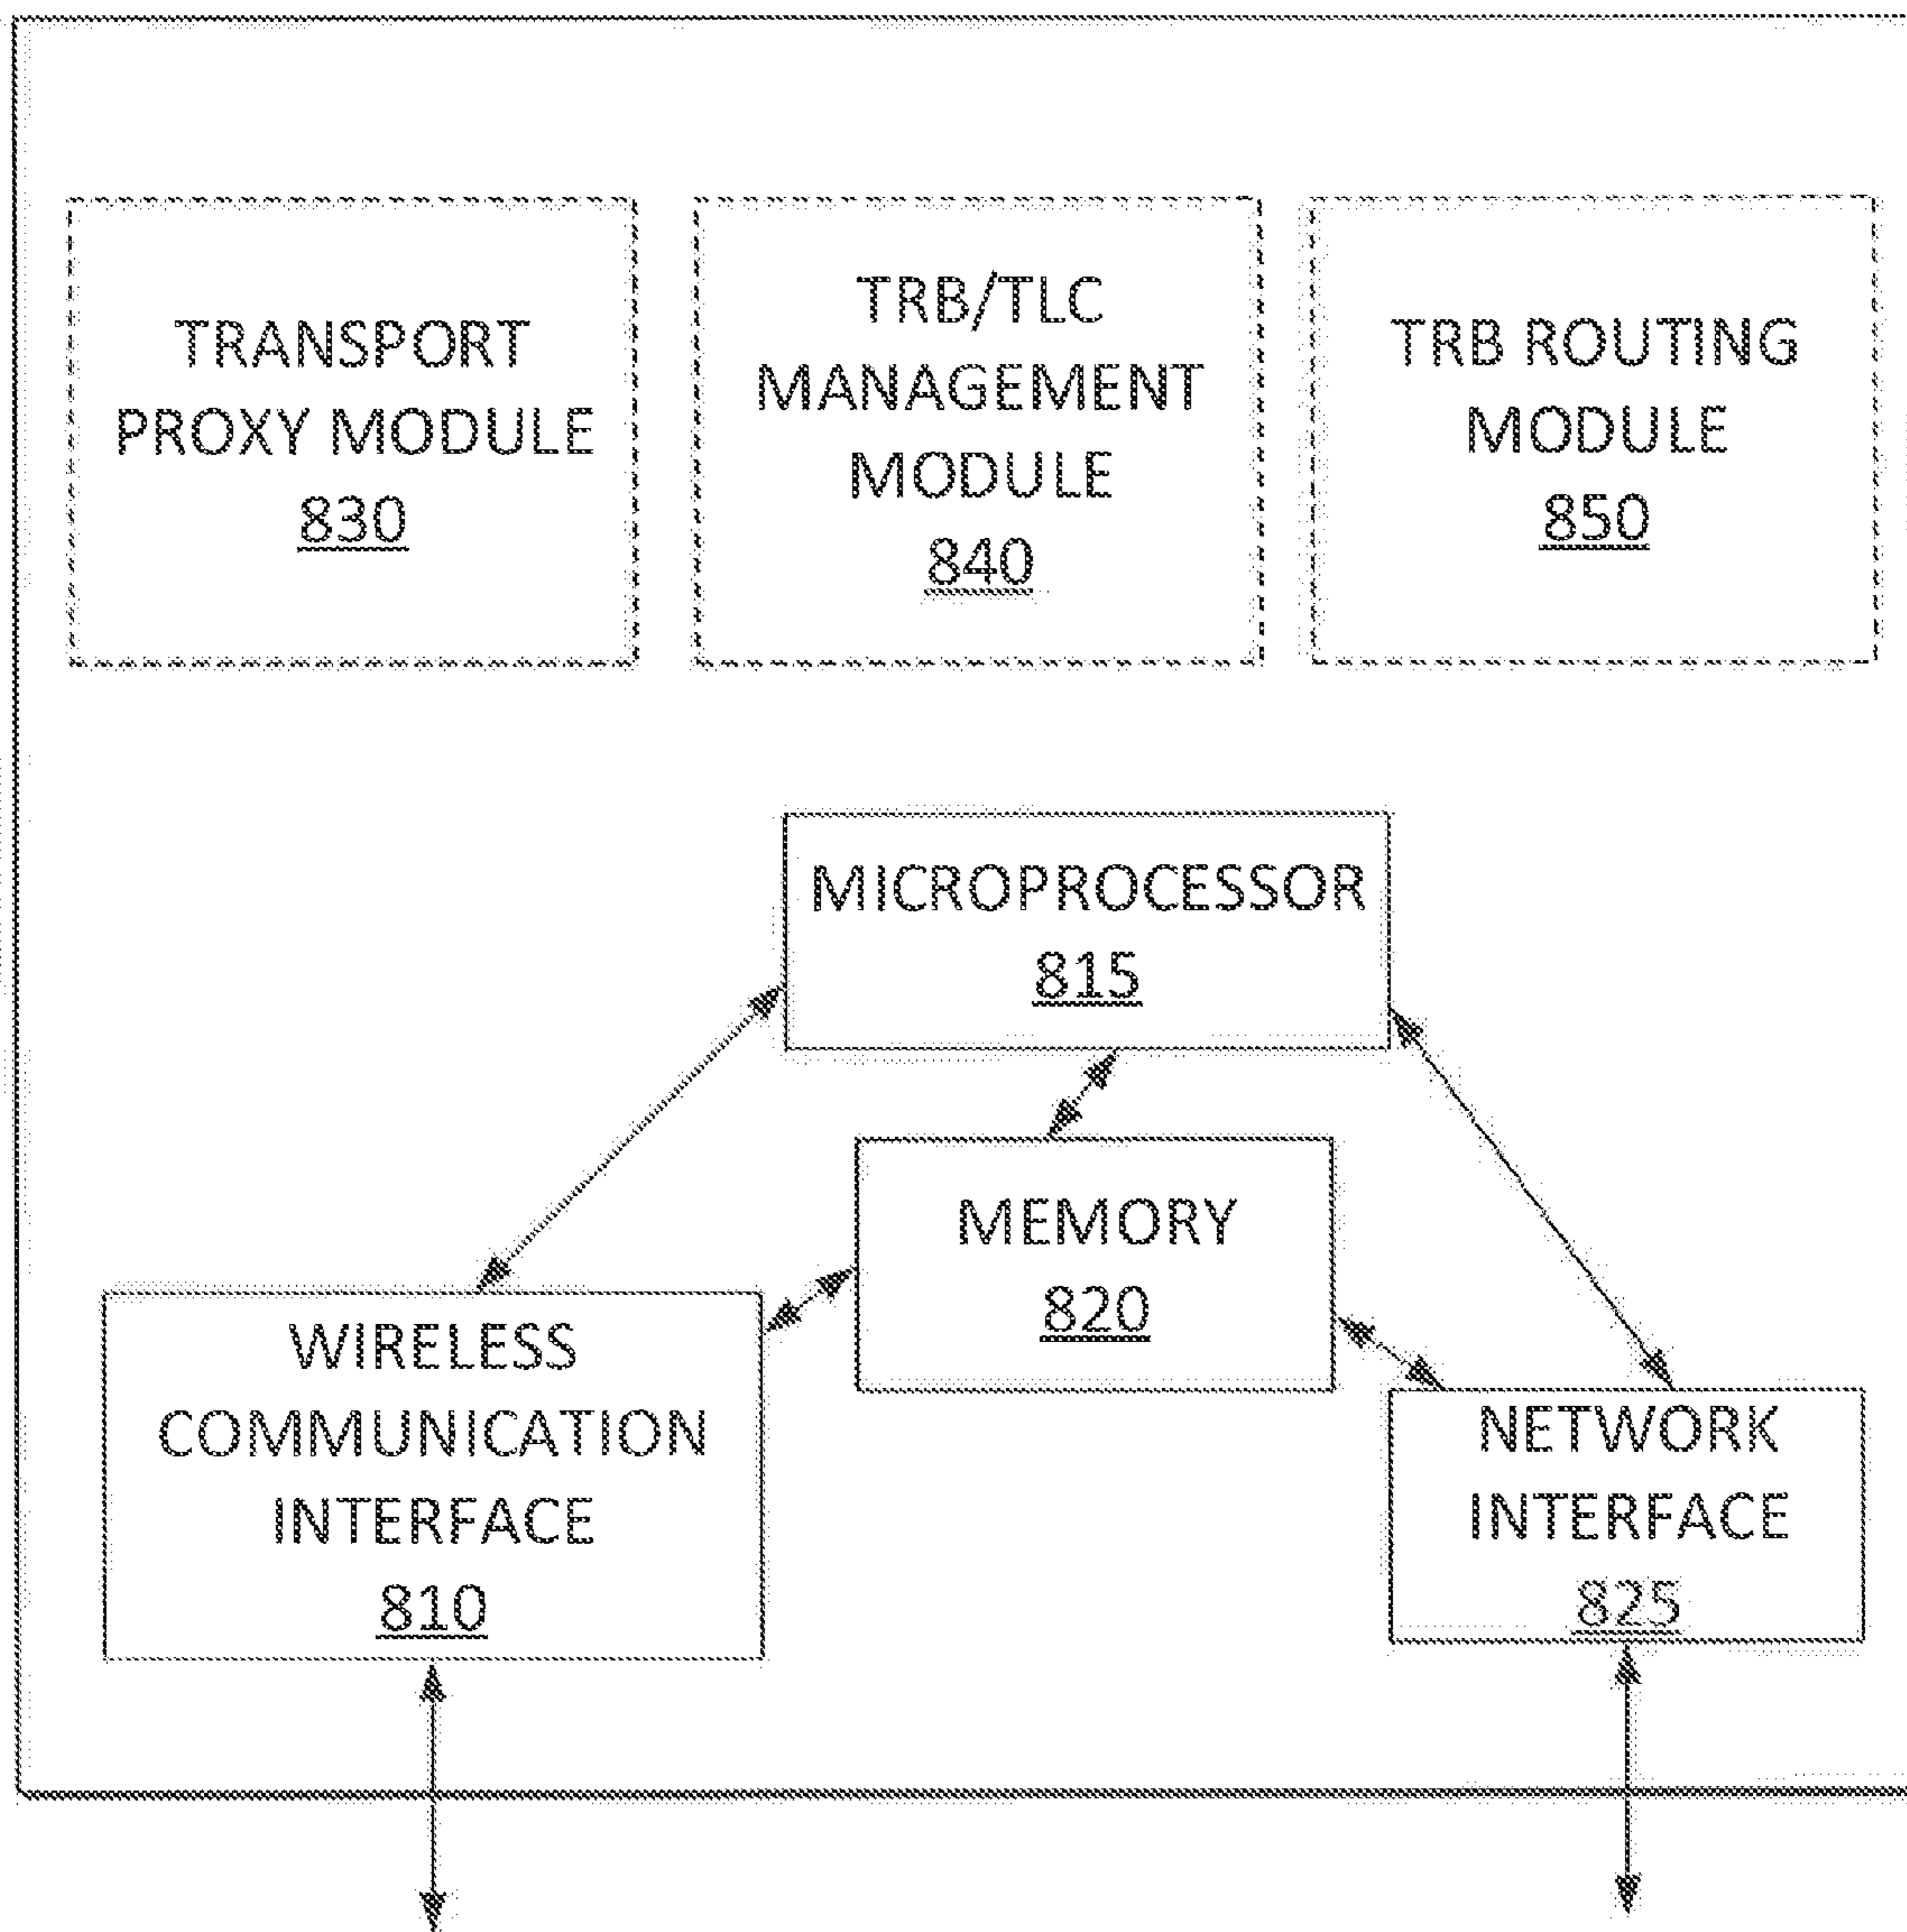 TRANSPORT
PROXY MODULE
830
TRB/TLC
MANAGEMENT
MODULE
840
TRB ROUTING
MODULE
850
MICROPROCESSOR
815
MEMORY
820
WIRELESS
COMMUNICATION
INTERFACE
810
NETWORK
INTERFACE
825